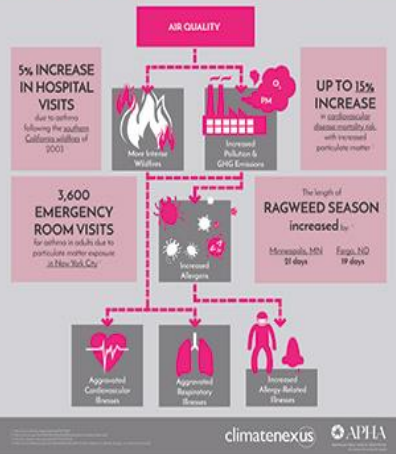 AIR QUALITY
5% INCREASE
IN HOSPITAL
VISITS
due to asthma
following the southern
California wildfires of
2003
More Intense
Wildfires
O₃
PM
Increased
Pollution &
GHG Emissions
UP TO 15%
INCREASE
in cardiovascular
disease mortality risk
with increased
particulate matter
3,600
EMERGENCY
ROOM VISITS
for asthma in adults due to
particulate matter exposure
in New York City
Increased
Allergens
The length of
RAGWEED SEASON
increased by:
Minneapolis, MN
21 days
Fargo, ND
19 days
Aggravated
Cardiovascular
Illnesses
Aggravated
Respiratory
Illnesses
Increased
Allergy-Related
Illnesses
climatenexus
APHA